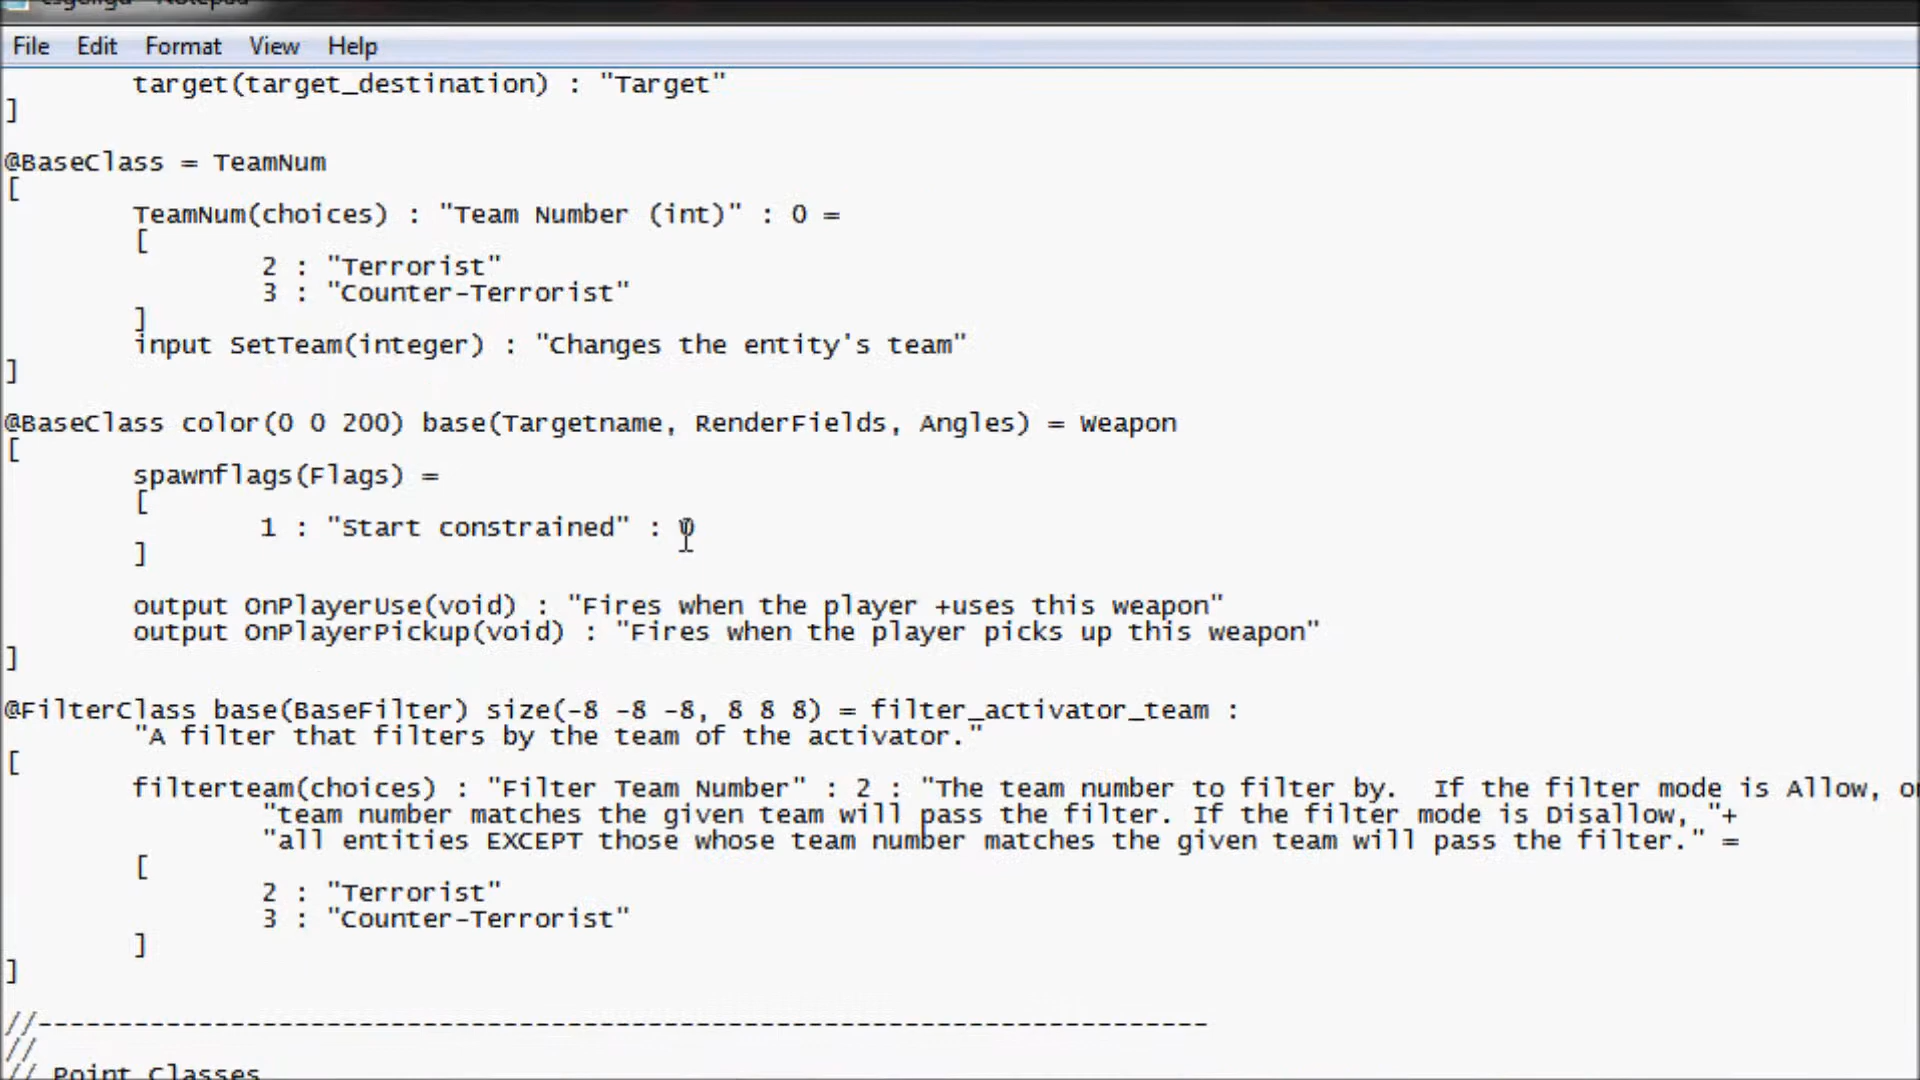 File Edit Format View Help
target(target_destination) : "Target"
]
@BaseClass = TeamNum
[
TeamNum(choices) : "Team Number (int)" : 0 =
[
2 : "Terrorist"
3 : "Counter-Terrorist"
]
input SetTeam(integer) : "Changes the entity's team"
]
@BaseClass color(0 0 200) base(Targetname, RenderFields, Angles) = Weapon
[
spawnflags(Flags) =
[
1 : "Start constrained" : 0
]
output OnPlayerUse(void) : "Fires when the player +uses this weapon"
output OnPlayerPickup(void) : "Fires when the player picks up this weapon"
]
@FilterClass base(BaseFilter) size(-8 -8 -8, 8 8 8) = filter_activator_team :
"A filter that filters by the team of the activator."
[
filterteam(choices) : "Filter Team Number" : 2 : "The team number to filter by.  If the filter mode is Allow,
"team number matches the given team will pass the filter. If the filter mode is Disallow, "+
"all entities EXCEPT those whose team number matches the given team will pass the filter." =
[
2 : "Terrorist"
3 : "Counter-Terrorist"
]
]
//-------------------------------------------------------------------------
//
// Point Classes